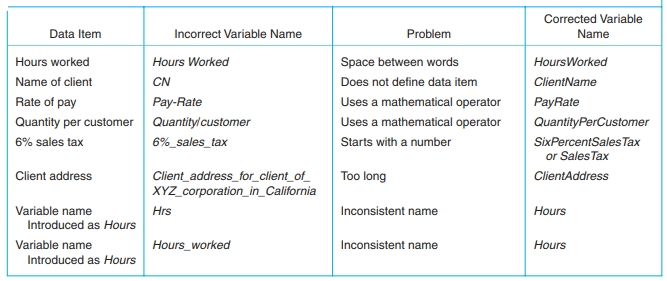 Data Item Incorrect Variable Name Problem Corrected Variable Name
Hours worked Hours Worked Space between words HoursWorked
Name of client CN Does not define data item ClientName
Rate of pay Pay-Rate Uses a mathematical operator PayRate
Quantity per customer Quantity/customer Uses a mathematical operator QuantityPerCustomer
6% sales tax 6%_sales_tax Starts with a number SixPercentSalesTax
or SalesTax
Client address Client_address_for_client_of_ Too long ClientAddress
XYZ_corporation_in_California
Variable name Hrs Inconsistent name Hours
Introduced as Hours
Variable name Hours_worked Inconsistent name Hours
Introduced as Hours